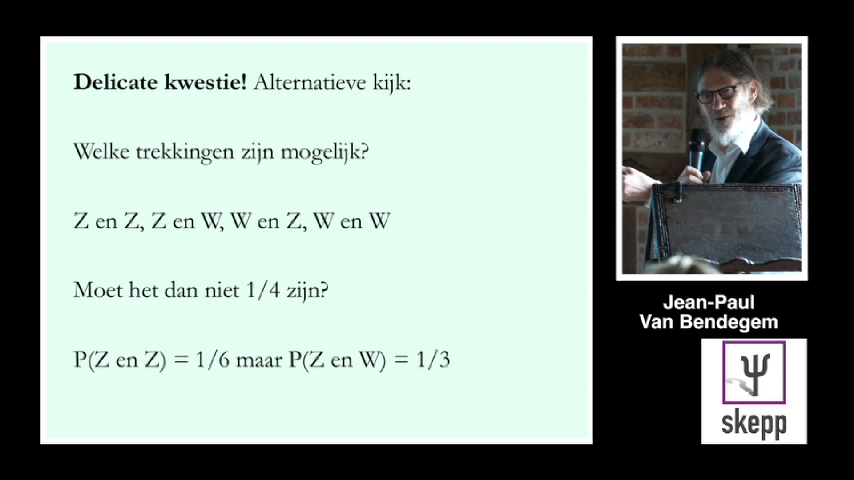 Delicate kwestie! Alternatieve kijk:
Welke trekkingen zijn mogelijk?
Z en Z, Z en W, W en Z, W en W
Moet het dan niet 1/4 zijn?
P(Z en Z) = 1/6 maar P(Z en W) = 1/3
Jean-Paul
Van Bendegem
skepp